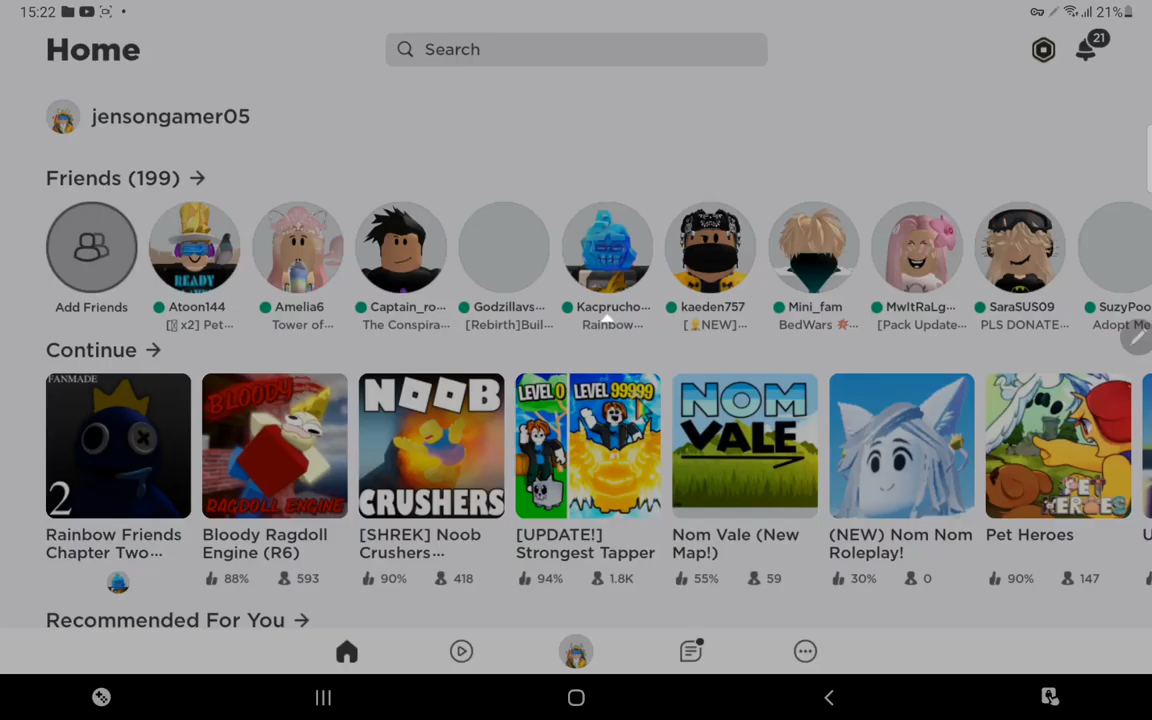 15:22
21%
Home
Search
21
jensongamer05
Friends (199) →
Add Friends
Atoon144
[▯ x2] Pet...
Amelia6
Tower of...
Captain_ro...
The Conspira...
Godzillavs...
[Rebirth]Buil...
Kacprucho...
Rainbow...
kaeden757
[👷NEW]...
Mini_fam
BedWars 💥...
MwltRaLg...
[Pack Update...
SaraSUS09
PLS DONATE...
SuzyPoo
Adopt Me
Continue →
FANMADE
2
BLOODY
RAGDOLL ENGINE
NOOB
CRUSHERS
LEVEL 0
LEVEL 99999
NOM
VALE
PET
HEROES
Rainbow Friends
Chapter Two...
Bloody Ragdoll
Engine (R6)
88% 593
[SHREK] Noob
Crushers...
90% 418
[UPDATE!]
Strongest Tapper
94% 1.8K
Nom Vale (New
Map!)
55% 59
(NEW) Nom Nom
Roleplay!
30% 0
Pet Heroes
90% 147
Recommended For You →